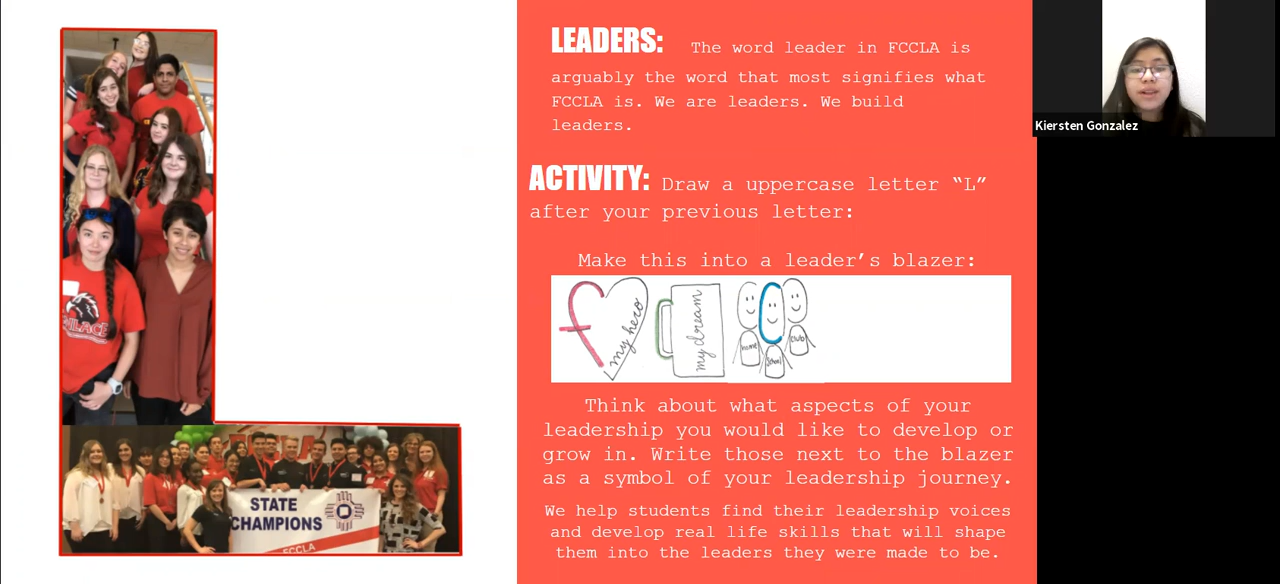 LEADERS: The word leader in FCCLA is
arguably the word that most signifies what
FCCLA is. We are leaders. We build
leaders.
ACTIVITY: Draw a uppercase letter “L”
after your previous letter:
Make this into a leader’s blazer:
my hero
my dream
home
School
Club
Think about what aspects of your
leadership you would like to develop or
grow in. Write those next to the blazer
as a symbol of your leadership journey.
We help students find their leadership voices
and develop real life skills that will shape
them into the leaders they were made to be.
STATE
CHAMPIONS
FCCLA
Kiersten Gonzalez